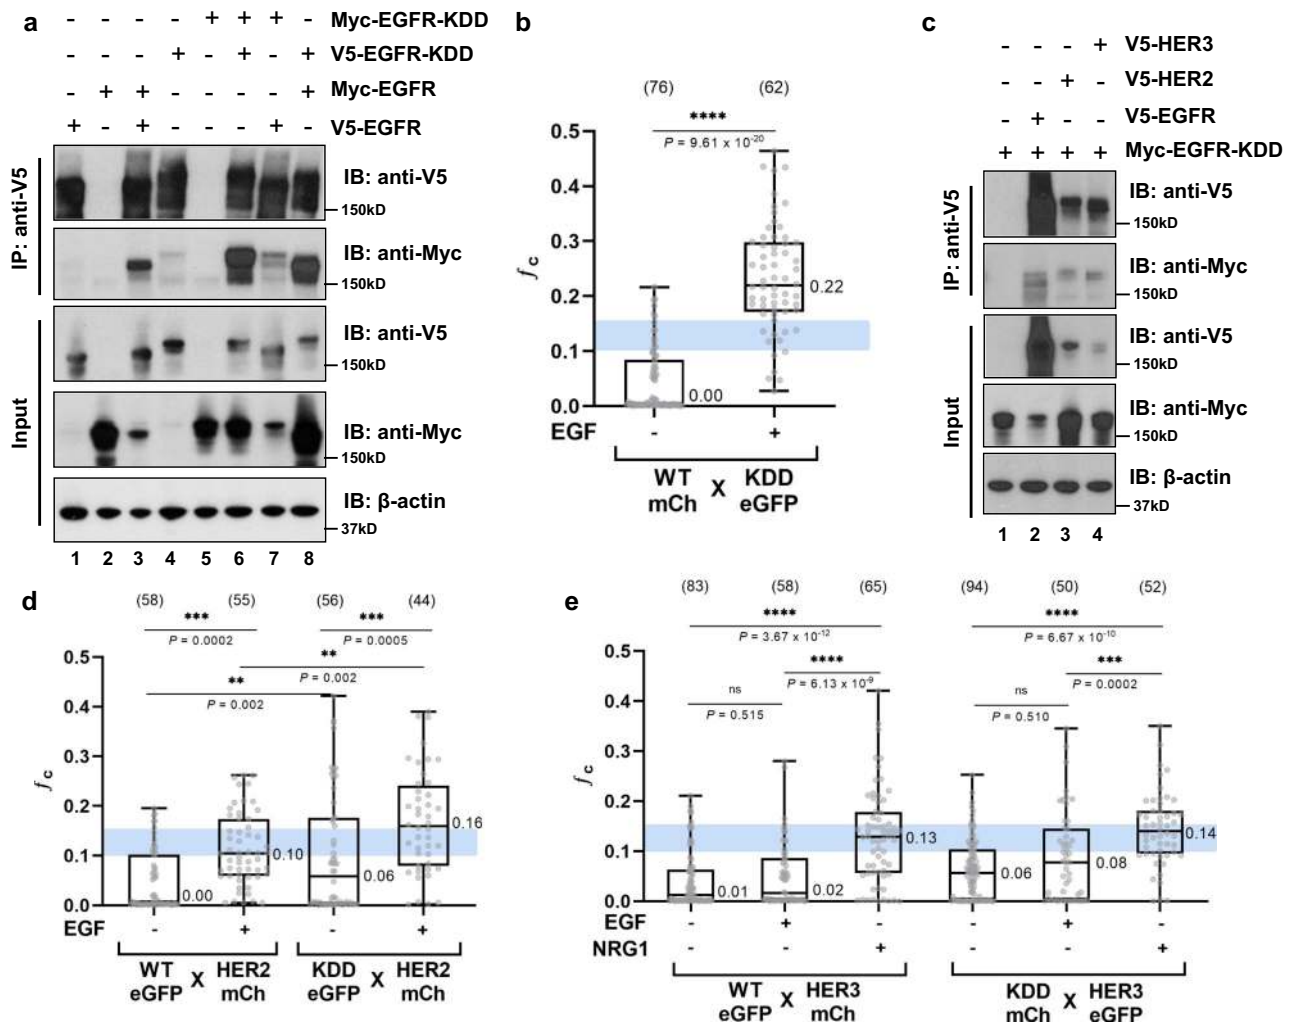 a
- - - - + + + - Myc-EGFR-KDD
- - - + - + - + V5-EGFR-KDD
- + + - - - - + Myc-EGFR
+ - + - - - + - V5-EGFR
IP: anti-V5
IB: anti-V5
150kD
IB: anti-Myc
150kD
Input
IB: anti-V5
150kD
IB: anti-Myc
150kD
IB: β-actin
37kD
1 2 3 4 5 6 7 8
b
(76) (62)
****
P = 9.61 x 10-20
fc
0.5
0.4
0.3
0.2
0.1
0.0
0.22
0.00
EGF - +
WT mCh X KDD eGFP
c
- - - + V5-HER3
- - + - V5-HER2
- + - - V5-EGFR
+ + + + Myc-EGFR-KDD
IP: anti-V5
IB: anti-V5
150kD
IB: anti-Myc
150kD
Input
IB: anti-V5
150kD
IB: anti-Myc
150kD
IB: β-actin
37kD
1 2 3 4
d
(58) (55) (56) (44)
*** ***
P = 0.0002 P = 0.0005
**
P = 0.002
**
P = 0.002
fc
0.5
0.4
0.3
0.2
0.1
0.0
0.00
0.10
0.06
0.16
EGF - + - +
WT eGFP X HER2 mCh
KDD eGFP X HER2 mCh
e
(83) (58) (65) (94) (50) (52)
**** ****
P = 3.67 x 10-12 P = 6.67 x 10-10
**** ***
P = 6.13 x 10-9 P = 0.0002
ns ns
P = 0.515 P = 0.510
fc
0.5
0.4
0.3
0.2
0.1
0.0
0.01
0.02
0.13
0.06
0.08
0.14
EGF - + - - + -
NRG1 - - + - - +
WT eGFP X HER3 mCh
KDD mCh X HER3 eGFP